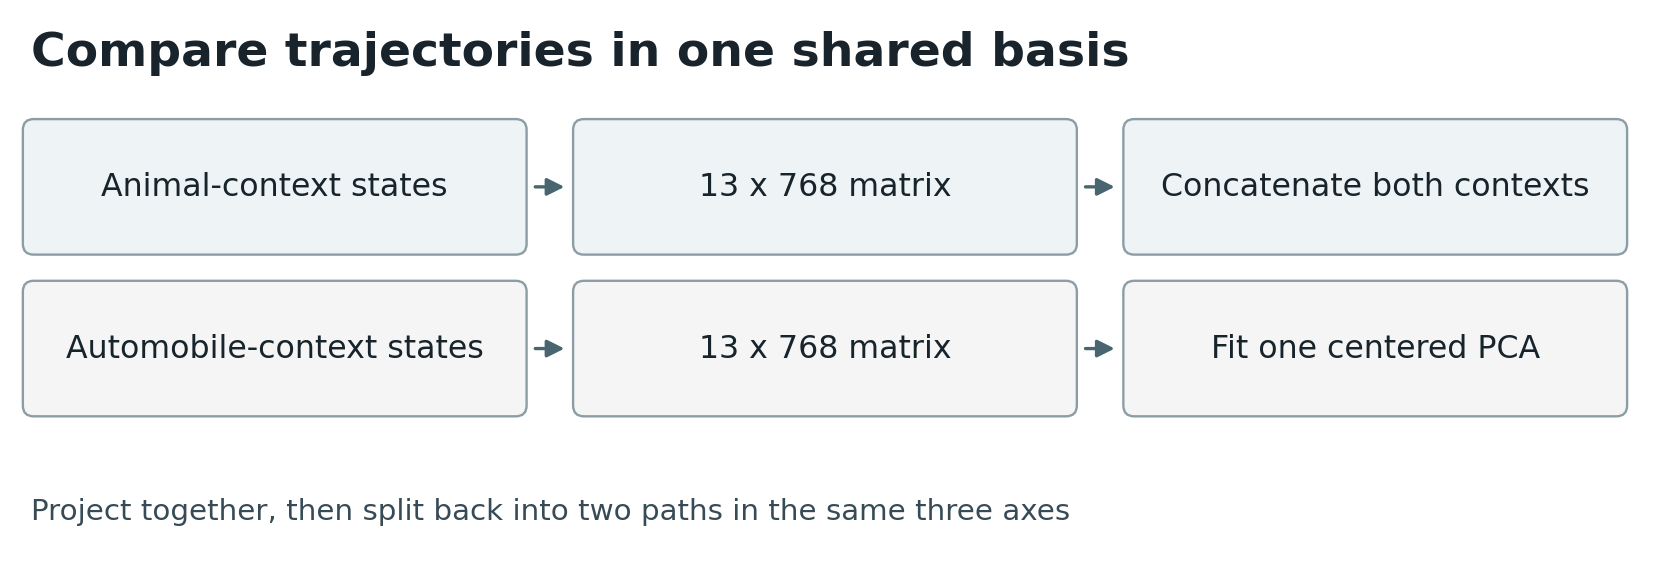 Compare trajectories in one shared basis
Animal-context states
13 x 768 matrix
Concatenate both contexts
Automobile-context states
13 x 768 matrix
Fit one centered PCA
Project together, then split back into two paths in the same three axes